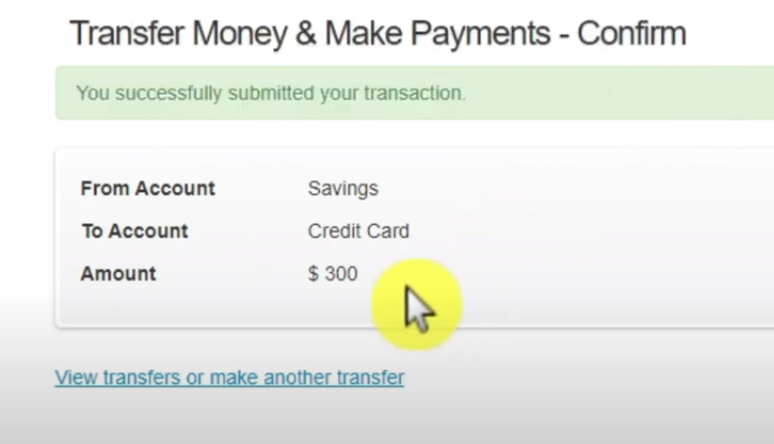 Transfer Money & Make Payments - Confirm
You successfully submitted your transaction.
From Account Savings
To Account Credit Card
Amount $ 300
View transfers or make another transfer